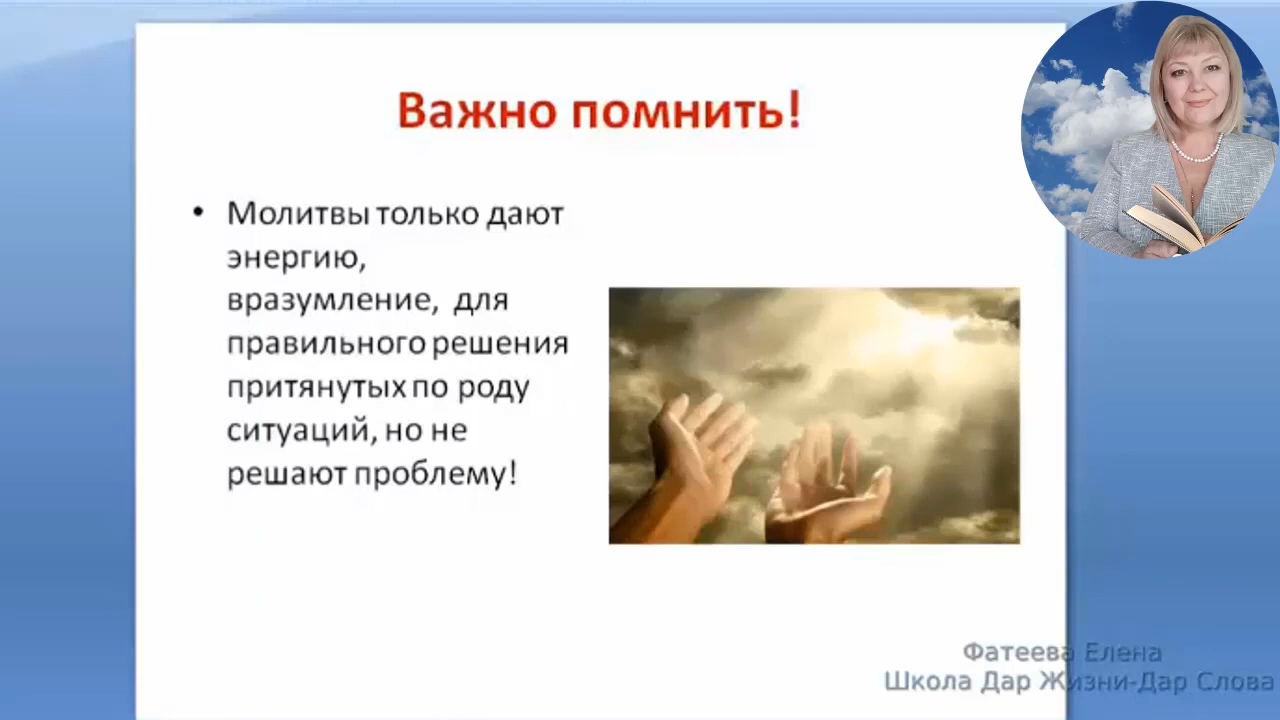 Важно помнить!
• Молитвы только дают
энергию,
вразумление, для
правильного решения
притянутых по роду
ситуаций, но не
решают проблему!
Фатеева Елена
Школа Дар Жизни-Дар Слова